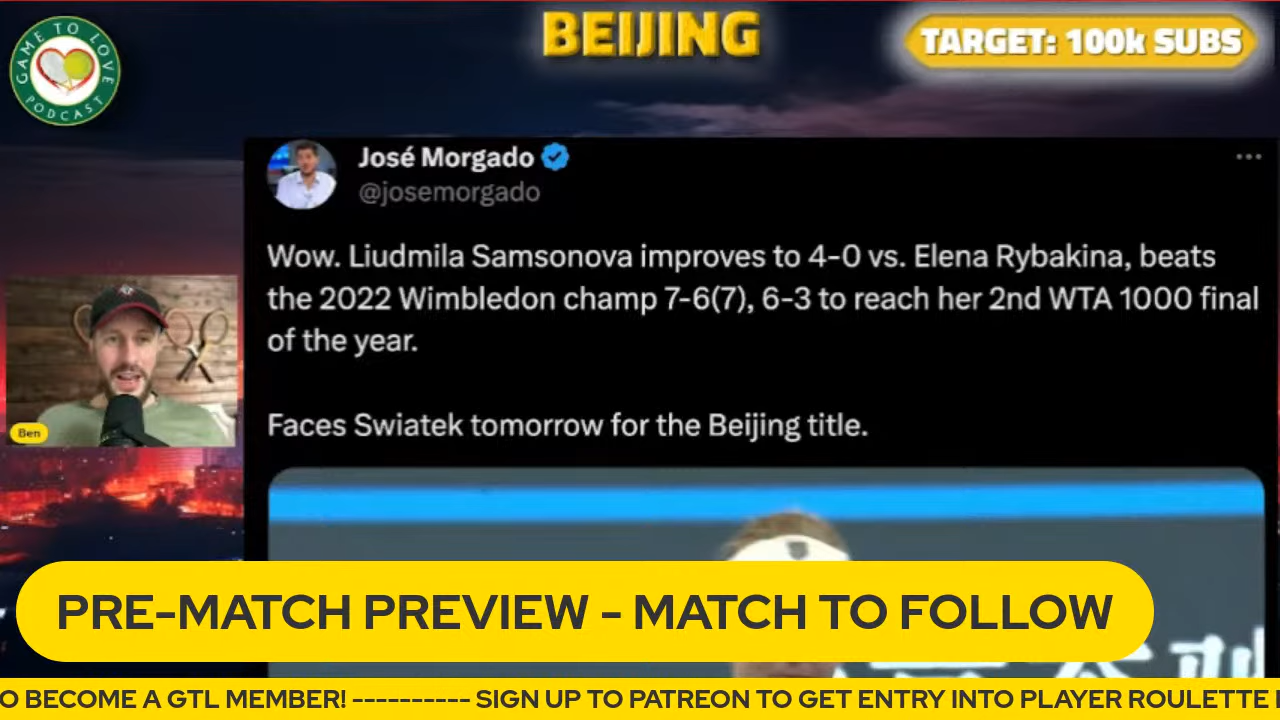 GAME TO LOVE
PODCAST
BEIJING
TARGET: 100k SUBS
José Morgado
@josemorgado
Wow. Liudmila Samsonova improves to 4-0 vs. Elena Rybakina, beats
the 2022 Wimbledon champ 7-6(7), 6-3 to reach her 2nd WTA 1000 final
of the year.
Faces Swiatek tomorrow for the Beijing title.
Ben
PRE-MATCH PREVIEW - MATCH TO FOLLOW
O BECOME A GTL MEMBER! ---------- SIGN UP TO PATREON TO GET ENTRY INTO PLAYER ROULETTE